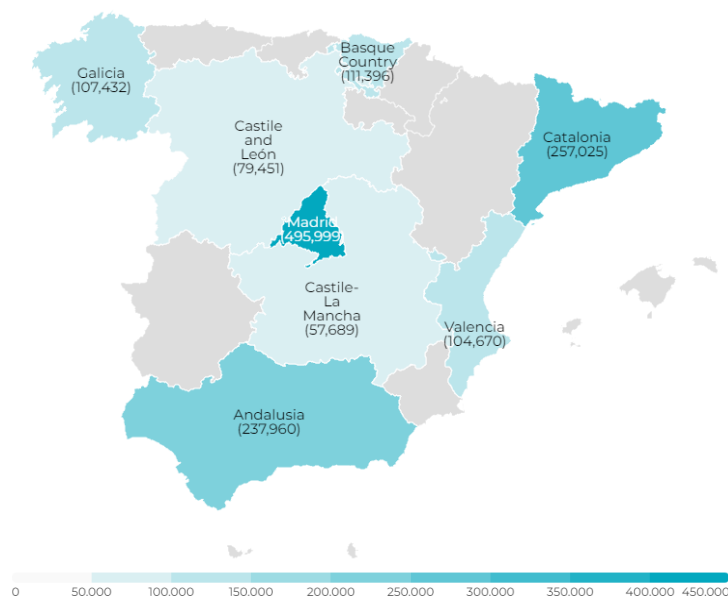 Basque
Country
(111,396)
Galicia
(107,432)
Castile
and
León
(79,451)
Catalonia
(257,025)
Madrid
(495,999)
Castile-
La
Mancha
(57,689)
Valencia
(104,670)
Andalusia
(237,960)
0 50.000 100.000 150.000 200.000 250.000 300.000 350.000 400.000 450.000